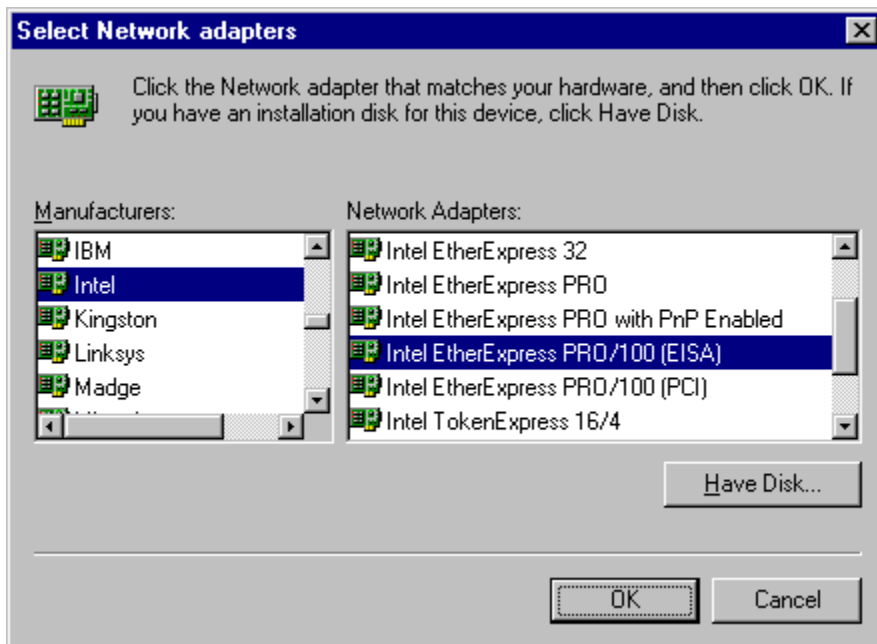 Select Network adapters
Click the Network adapter that matches your hardware, and then click OK. If
you have an installation disk for this device, click Have Disk.
Manufacturers:
IBM
Intel
Kingston
Linksys
Madge
Network Adapters:
Intel EtherExpress 32
Intel EtherExpress PRO
Intel EtherExpress PRO with PnP Enabled
Intel EtherExpress PRO/100 (EISA)
Intel EtherExpress PRO/100 (PCI)
Intel TokenExpress 16/4
Have Disk...
OK
Cancel